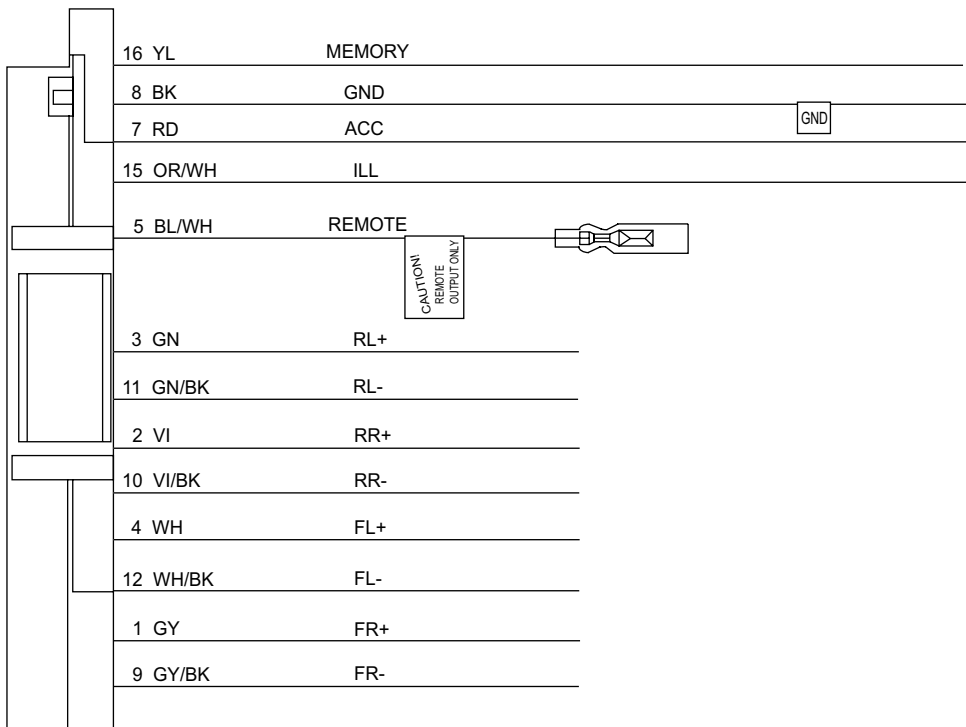 16 YL MEMORY
8 BK GND
GND
7 RD ACC
15 OR/WH ILL
5 BL/WH REMOTE
CAUTION!
REMOTE
OUTPUT ONLY
3 GN RL+
11 GN/BK RL-
2 VI RR+
10 VI/BK RR-
4 WH FL+
12 WH/BK FL-
1 GY FR+
9 GY/BK FR-